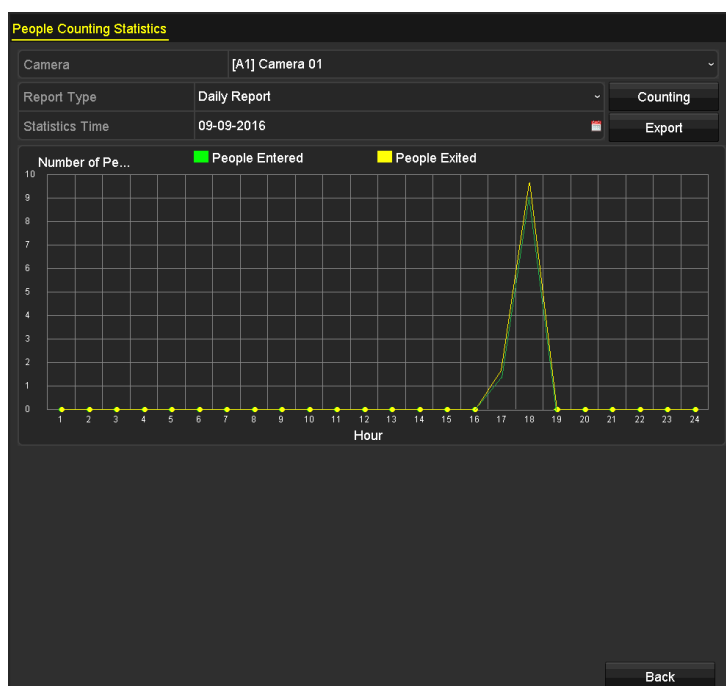 People Counting Statistics
Camera [A1] Camera 01
Report Type Daily Report Counting
Statistics Time 09-09-2016 Export
Number of Pe... People Entered People Exited
10
9
8
7
6
5
4
3
2
1
0
1 2 3 4 5 6 7 8 9 10 11 12 13 14 15 16 17 18 19 20 21 22 23 24
Hour
Back